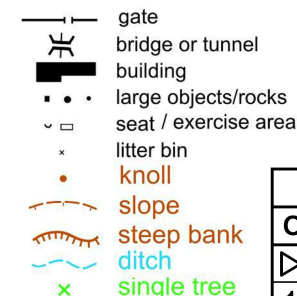 gate
bridge or tunnel
building
large objects/rocks
seat / exercise area
litter bin
knoll
slope
steep bank
ditch
single tree